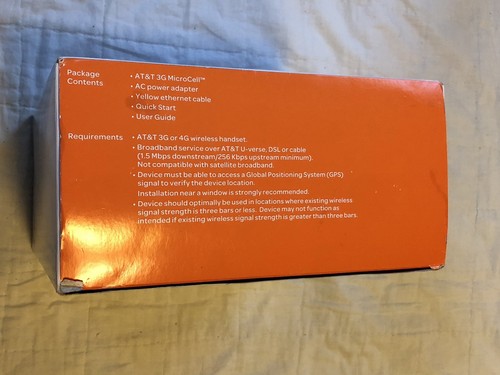 Package
Contents
• AT&T 3G MicroCell™
• AC power adapter
• Yellow ethernet cable
• Quick Start
• User Guide
Requirements
• AT&T 3G or 4G wireless handset.
• Broadband service over AT&T U-verse, DSL or cable
(1.5 Mbps downstream/256 Kbps upstream minimum).
Not compatible with satellite broadband.
• Device must be able to access a Global Positioning System (GPS)
signal to verify the device location.
Installation near a window is strongly recommended.
• Device should optimally be used in locations where existing wireless
signal strength is three bars or less. Device may not function as
intended if existing wireless signal strength is greater than three bars.